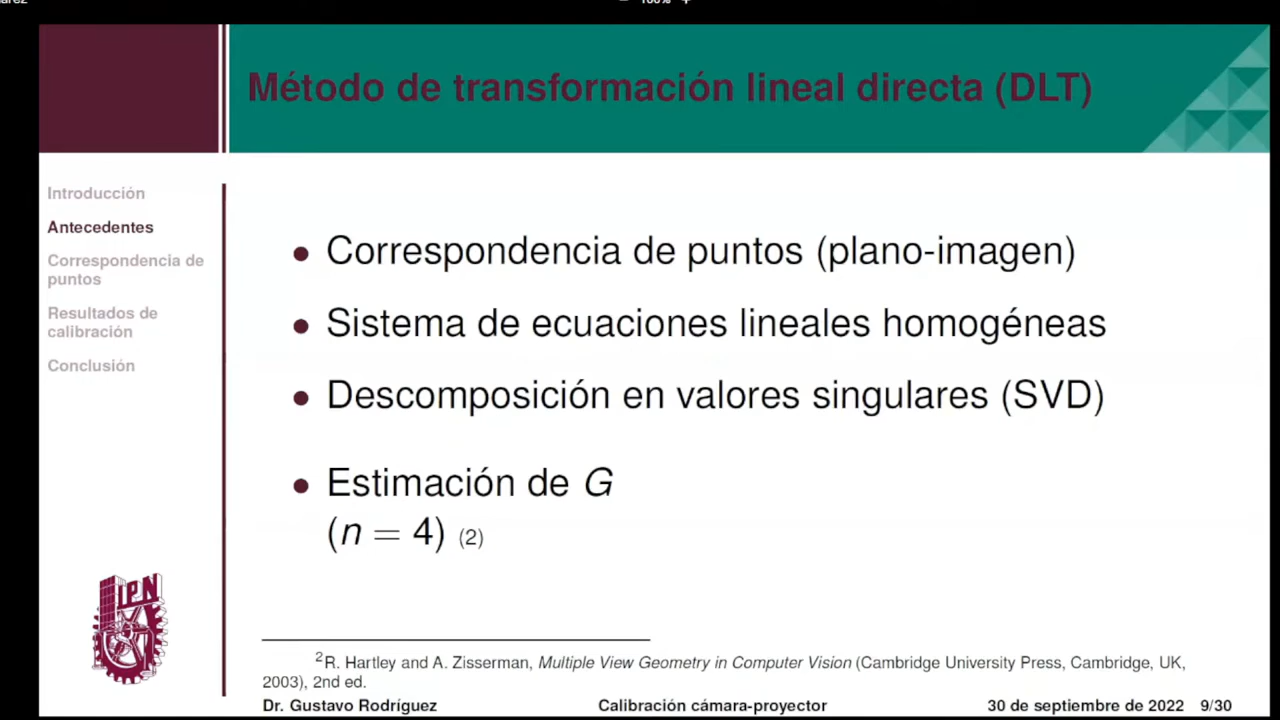 100%
Método de transformación lineal directa (DLT)
Introducción
Antecedentes
Correspondencia de
puntos
Resultados de
calibración
Conclusión
• Correspondencia de puntos (plano-imagen)
• Sistema de ecuaciones lineales homogéneas
• Descomposición en valores singulares (SVD)
• Estimación de G
(n = 4) (2)
IPN
2R. Hartley and A. Zisserman, Multiple View Geometry in Computer Vision (Cambridge University Press, Cambridge, UK,
2003), 2nd ed.
Dr. Gustavo Rodríguez Calibración cámara-proyector 30 de septiembre de 2022 9/30